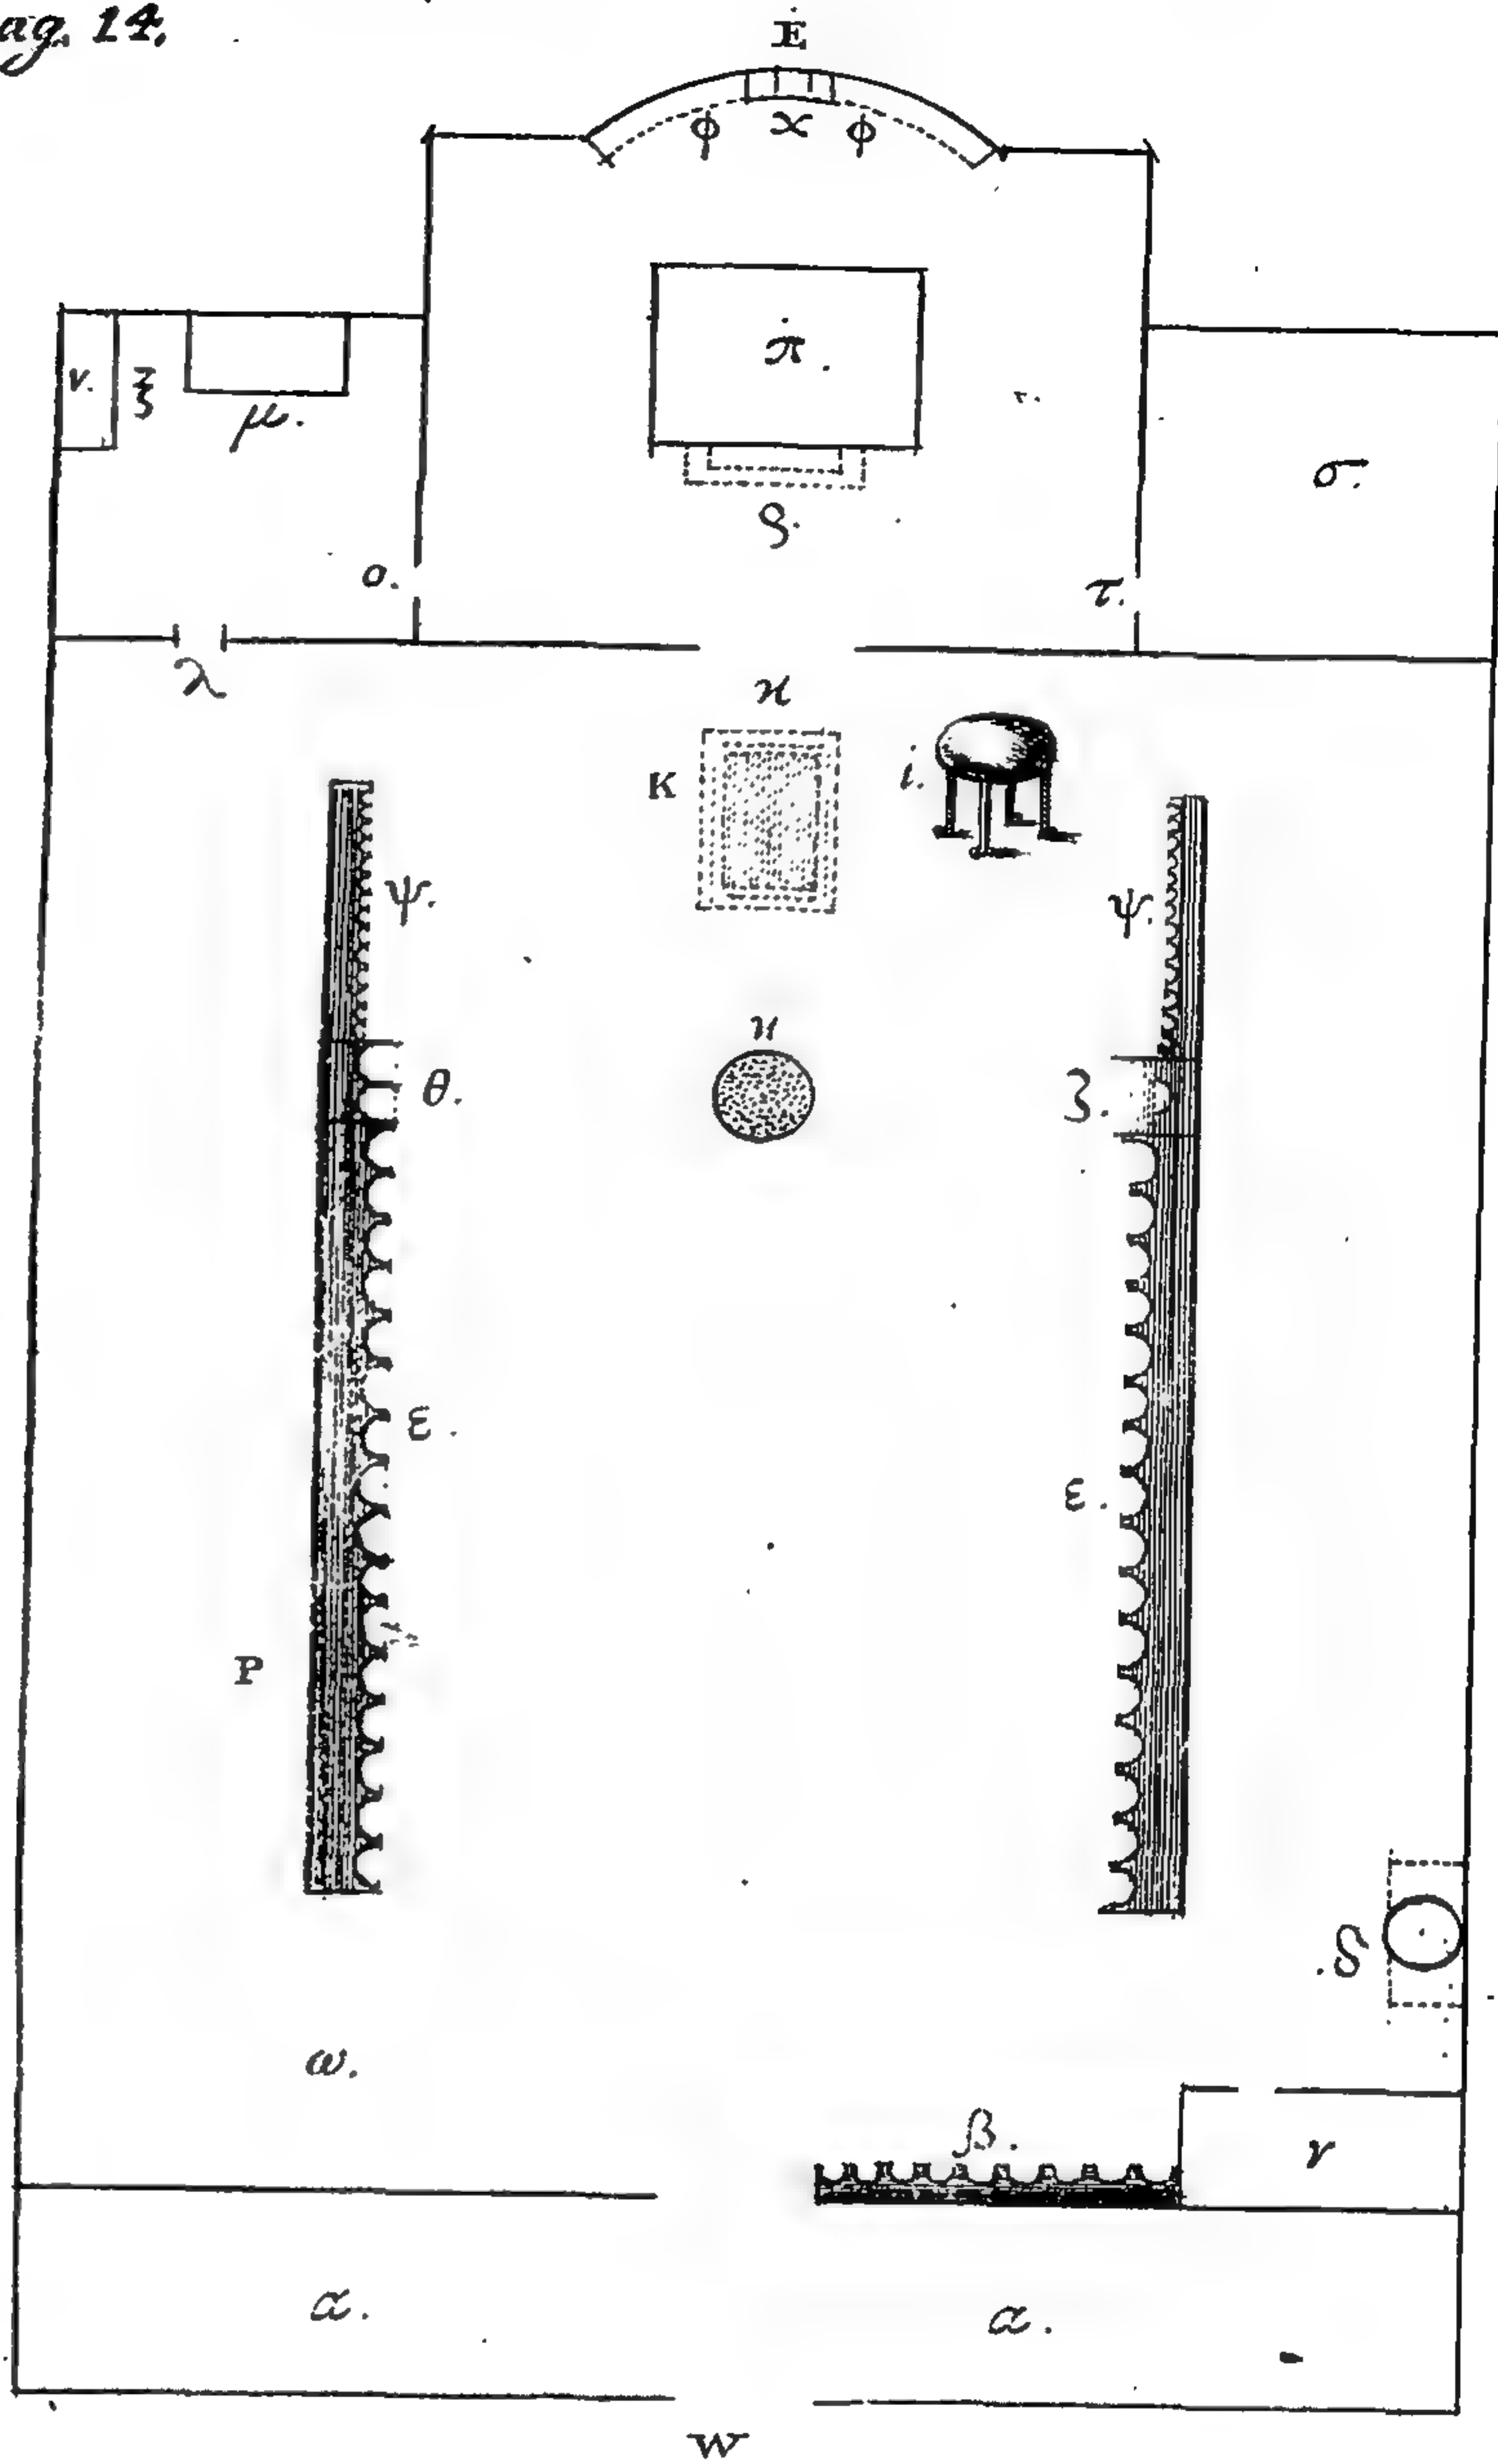 ag. 14.
E
φ χ φ
π.
ν. ξ μ.
σ.
ϱ.
ο. τ.
λ
ϰ
K
i.
ψ. ψ.
η
θ. ζ.
ε.
ε.
P
δ
ω.
β.
γ
α. α.
W